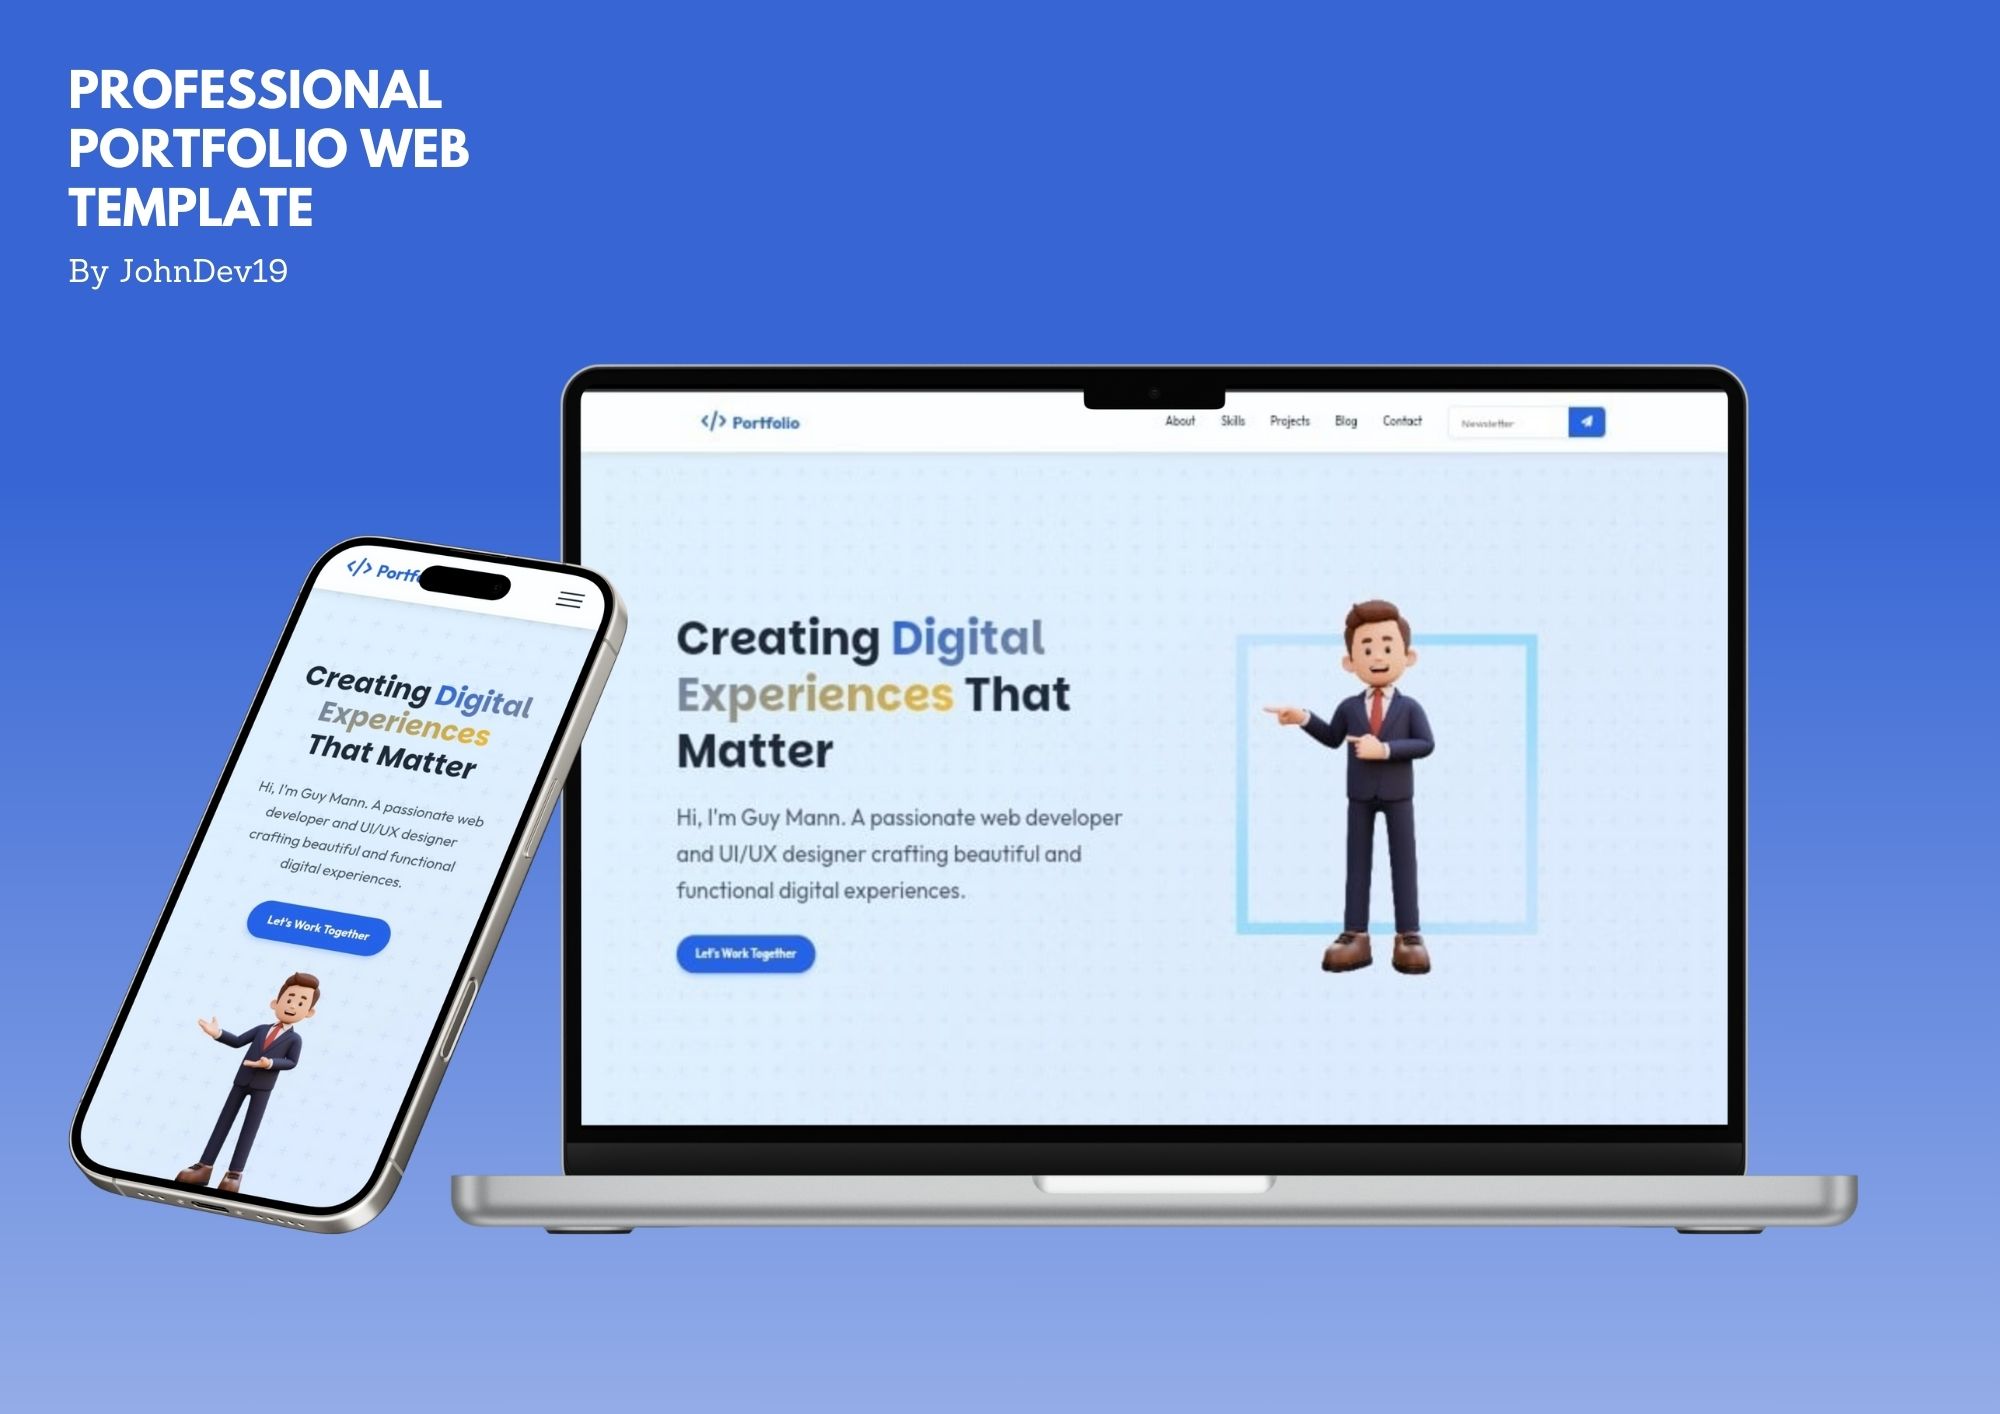 PROFESSIONAL
PORTFOLIO WEB
TEMPLATE
By JohnDev19
</> Portfolio
About Skills Projects Blog Contact Newsletter
Creating Digital
Experiences That
Matter
Hi, I'm Guy Mann. A passionate web developer
and UI/UX designer crafting beautiful and
functional digital experiences.
Let's Work Together
</> Portf
Creating Digital
Experiences
That Matter
Hi, I'm Guy Mann. A passionate web
developer and UI/UX designer
crafting beautiful and functional
digital experiences.
Let's Work Together